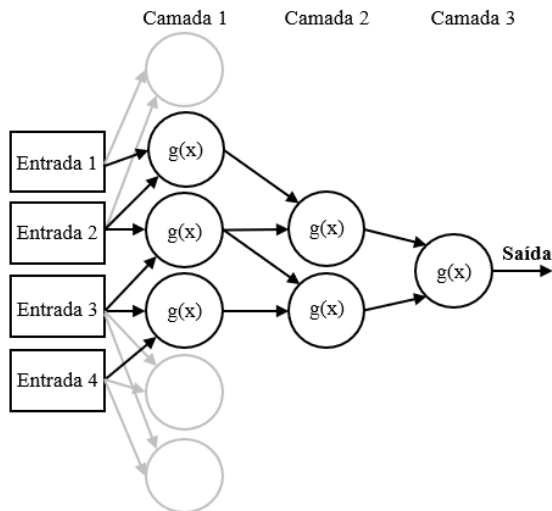 Camada 1 Camada 2 Camada 3
Entrada 1 g(x)
Entrada 2 g(x) g(x)
Saída
g(x)
Entrada 3 g(x) g(x)
Entrada 4